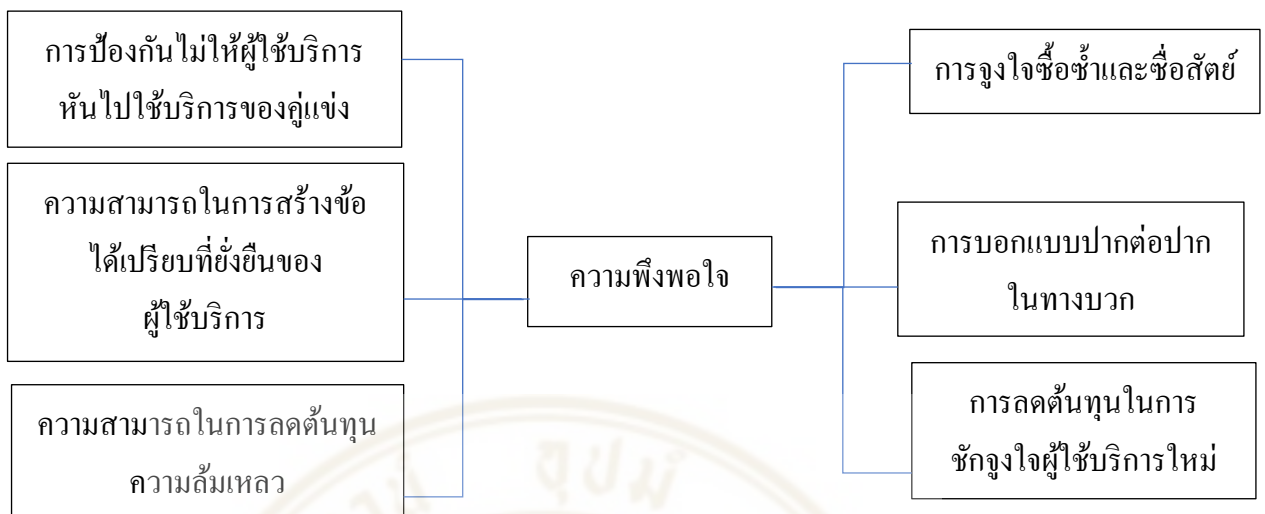 การป้องกันไม่ให้ผู้ใช้บริการ
หันไปใช้บริการของคู่แข่ง
ความสามารถในการสร้างข้อ
ได้เปรียบที่ยั่งยืนของ
ผู้ใช้บริการ
ความสามารถในการลดต้นทุน
ความล้มเหลว
ความพึงพอใจ
การจูงใจซื้อซ้ำและซื่อสัตย์
การบอกแบบปากต่อปาก
ในทางบวก
การลดต้นทุนในการ
ชักจูงใจผู้ใช้บริการใหม่